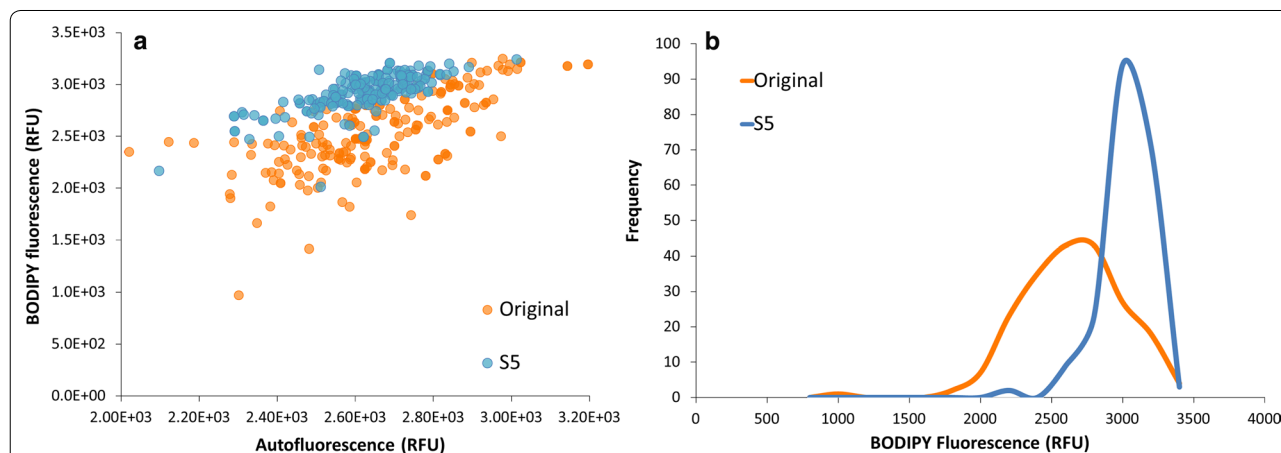 a
BODIPY fluorescence (RFU)
3.5E+03
3.0E+03
2.5E+03
2.0E+03
1.5E+03
1.0E+03
5.0E+02
0.0E+00
2.00E+03 2.20E+03 2.40E+03 2.60E+03 2.80E+03 3.00E+03 3.20E+03
Autofluorescence (RFU)
Original
S5
b
Frequency
100
90
80
70
60
50
40
30
20
10
0
0 500 1000 1500 2000 2500 3000 3500 4000
BODIPY Fluorescence (RFU)
Original
S5